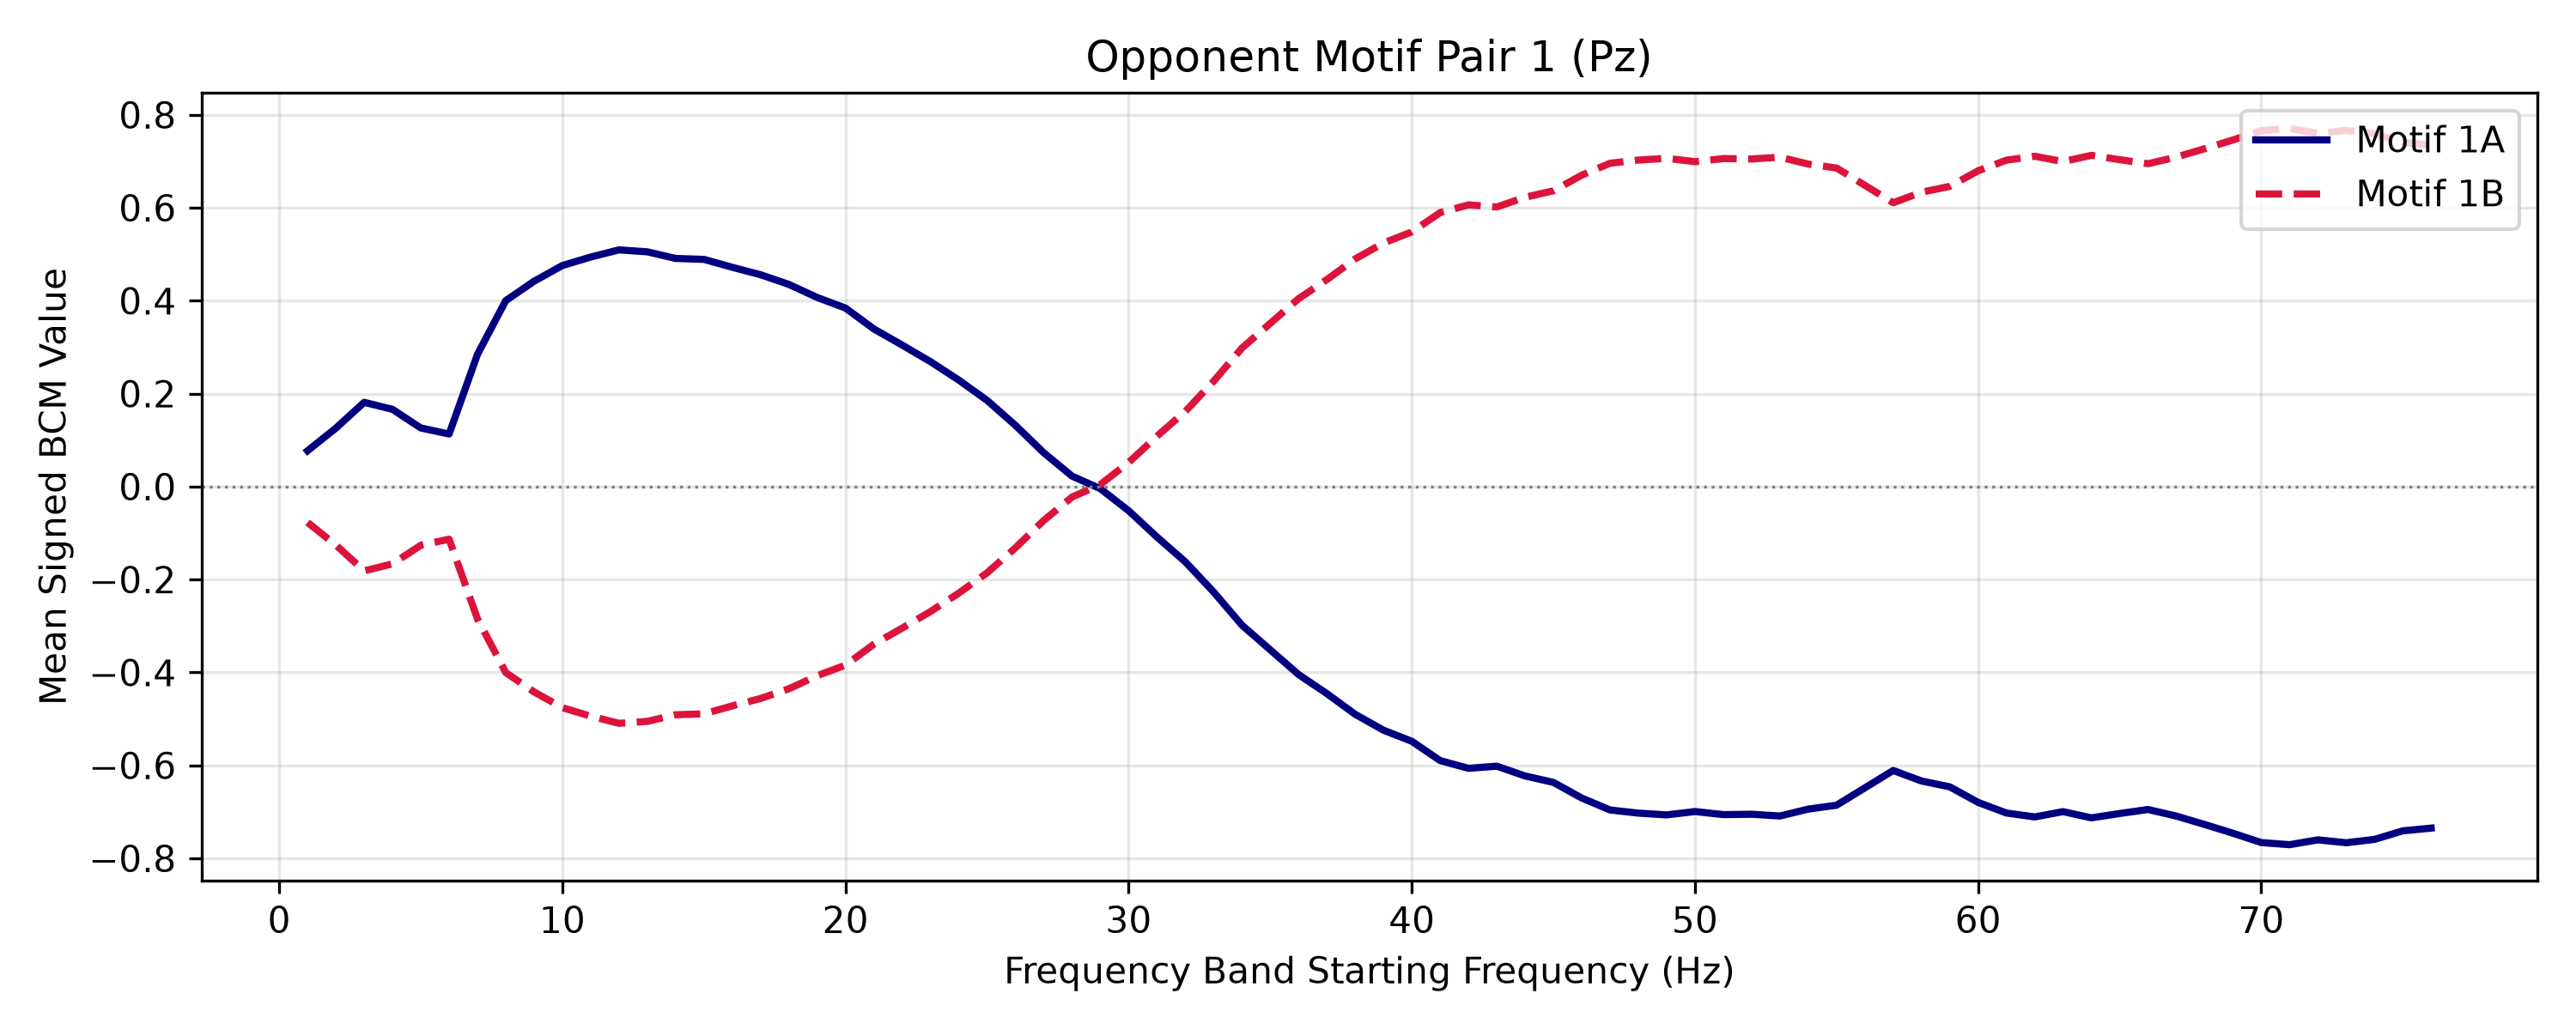 Opponent Motif Pair 1 (Pz)
Mean Signed BCM Value
0.8
0.6
0.4
0.2
0.0
−0.2
−0.4
−0.6
−0.8
Motif 1A
Motif 1B
0 10 20 30 40 50 60 70
Frequency Band Starting Frequency (Hz)